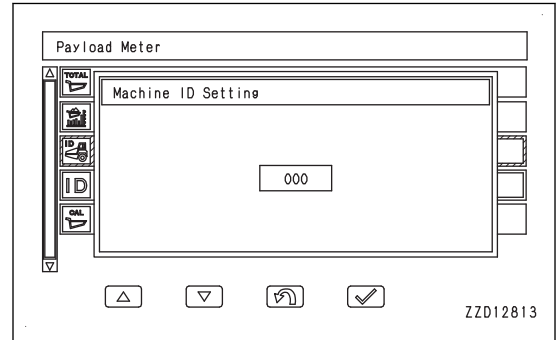 Payload Meter
TOTAL
Machine ID Setting
ID
000
ID
CAL
ZZD12813